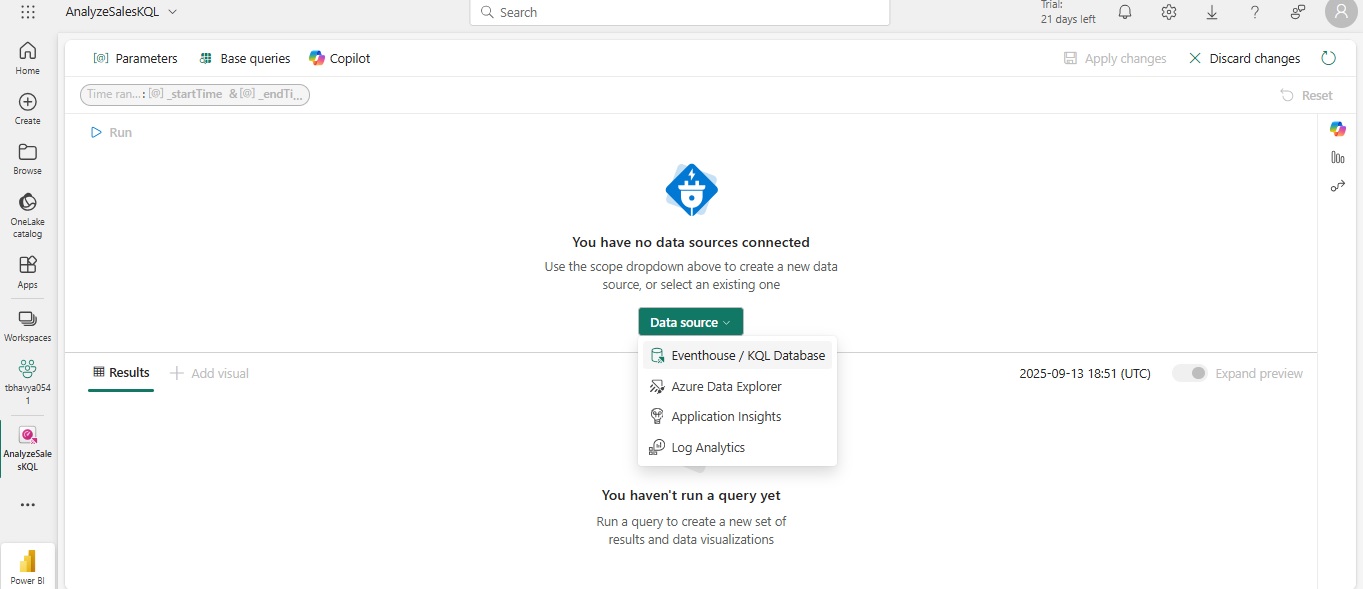 AnalyzeSalesKQL
Search
Trial:
21 days left
Home
Create
Browse
OneLake
catalog
Apps
Workspaces
tbhavya054
1
AnalyzeSale
sKQL
Power BI
[@] Parameters
Base queries
Copilot
Apply changes
Discard changes
Time ran...: [@] _startTime & [@] _endTi...
Reset
Run
You have no data sources connected
Use the scope dropdown above to create a new data
source, or select an existing one
Data source
Eventhouse / KQL Database
Azure Data Explorer
Application Insights
Log Analytics
Results
Add visual
2025-09-13 18:51 (UTC)
Expand preview
You haven't run a query yet
Run a query to create a new set of
results and data visualizations